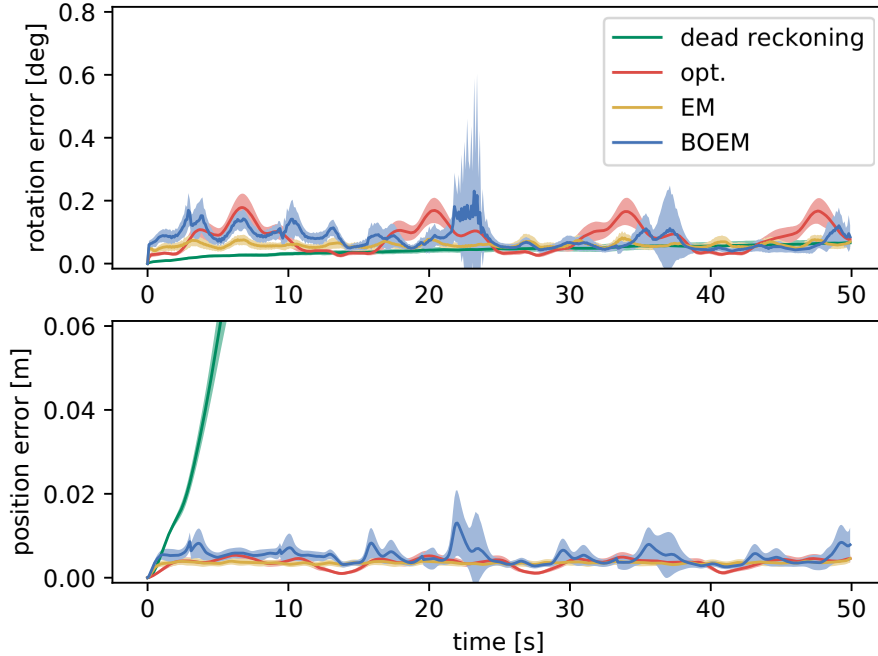 rotation error [deg]
0.8
0.6
0.4
0.2
0.0
dead reckoning
opt.
EM
BOEM
0 10 20 30 40 50
position error [m]
0.06
0.04
0.02
0.00
0 10 20 30 40 50
time [s]